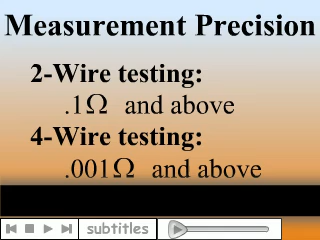 Measurement Precision
2-Wire testing:
.1Ω and above
4-Wire testing:
.001Ω and above
subtitles